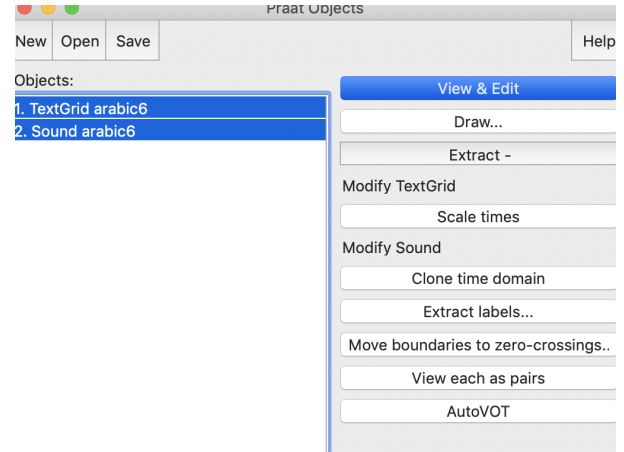 Praat Objects
New Open Save Help
Objects:
1. TextGrid arabic6
2. Sound arabic6
View & Edit
Draw...
Extract -
Modify TextGrid
Scale times
Modify Sound
Clone time domain
Extract labels...
Move boundaries to zero-crossings..
View each as pairs
AutoVOT